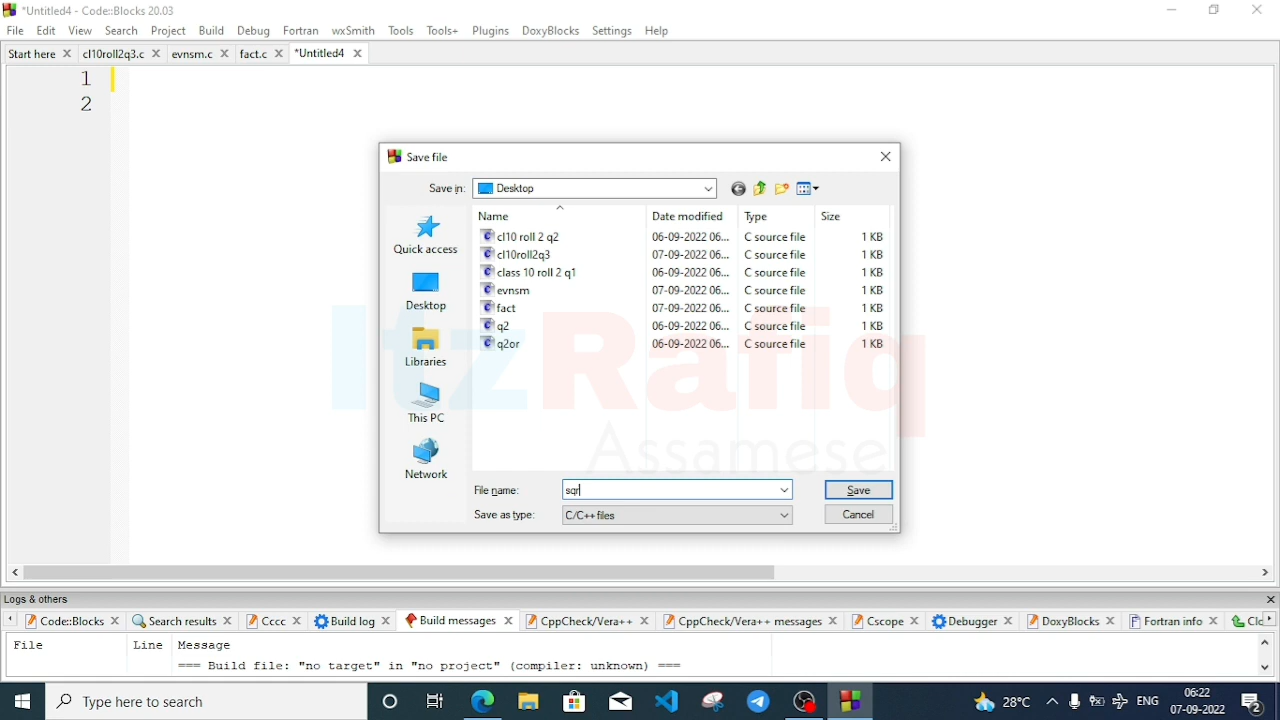 *Untitled4 - Code::Blocks 20.03
File Edit View Search Project Build Debug Fortran wxSmith Tools Tools+ Plugins DoxyBlocks Settings Help
Start here cl10roll2q3.c evnsm.c fact.c *Untitled4
1
2
Save file
Save in: Desktop
Name Date modified Type Size
Quick access
Desktop
Libraries
This PC
Network
cl10 roll 2 q2 06-09-2022 06... C source file 1 KB
cl10roll2q3 07-09-2022 06... C source file 1 KB
class 10 roll 2 q1 06-09-2022 06... C source file 1 KB
evnsm 07-09-2022 06... C source file 1 KB
fact 07-09-2022 06... C source file 1 KB
q2 06-09-2022 06... C source file 1 KB
q2or 06-09-2022 06... C source file 1 KB
ItzRafiq
Assamese
File name: sqr Save
Save as type: C/C++ files Cancel
Logs & others
Code::Blocks Search results Cccc Build log Build messages CppCheck/Vera++ CppCheck/Vera++ messages Cscope Debugger DoxyBlocks Fortran info Clo
File Line Message
=== Build file: "no target" in "no project" (compiler: unknown) ===
Type here to search
28°C ENG 06:22
07-09-2022 2